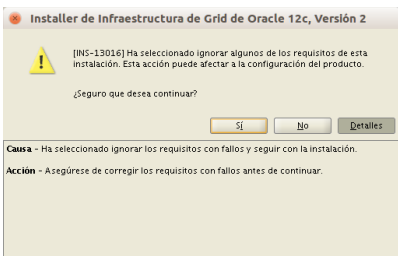 Installer de Infraestructura de Grid de Oracle 12c, Versión 2
[INS-13016] Ha seleccionado ignorar algunos de los requisitos de esta
instalación. Esta acción puede afectar a la configuración del producto.
¿Seguro que desea continuar?
Sí No Detalles
Causa - Ha seleccionado ignorar los requisitos con fallos y seguir con la instalación.
Acción - Asegúrese de corregir los requisitos con fallos antes de continuar.